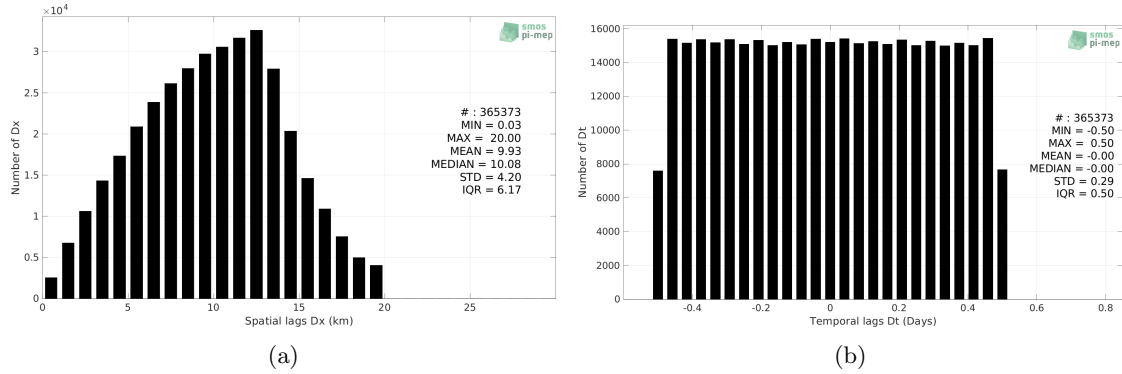 ×10⁴
3
2.5
2
1.5
1
0.5
0
Number of Dx
0 5 10 15 20 25
Spatial lags Dx (km)
smos
pi-mep
# : 365373
MIN = 0.03
MAX = 20.00
MEAN = 9.93
MEDIAN = 10.08
STD = 4.20
IQR = 6.17
(a)
16000
14000
12000
10000
8000
6000
4000
2000
0
Number of Dt
-0.4 -0.2 0 0.2 0.4 0.6 0.8
Temporal lags Dt (Days)
smos
pi-mep
# : 365373
MIN = -0.50
MAX = 0.50
MEAN = -0.00
MEDIAN = -0.00
STD = 0.29
IQR = 0.50
(b)